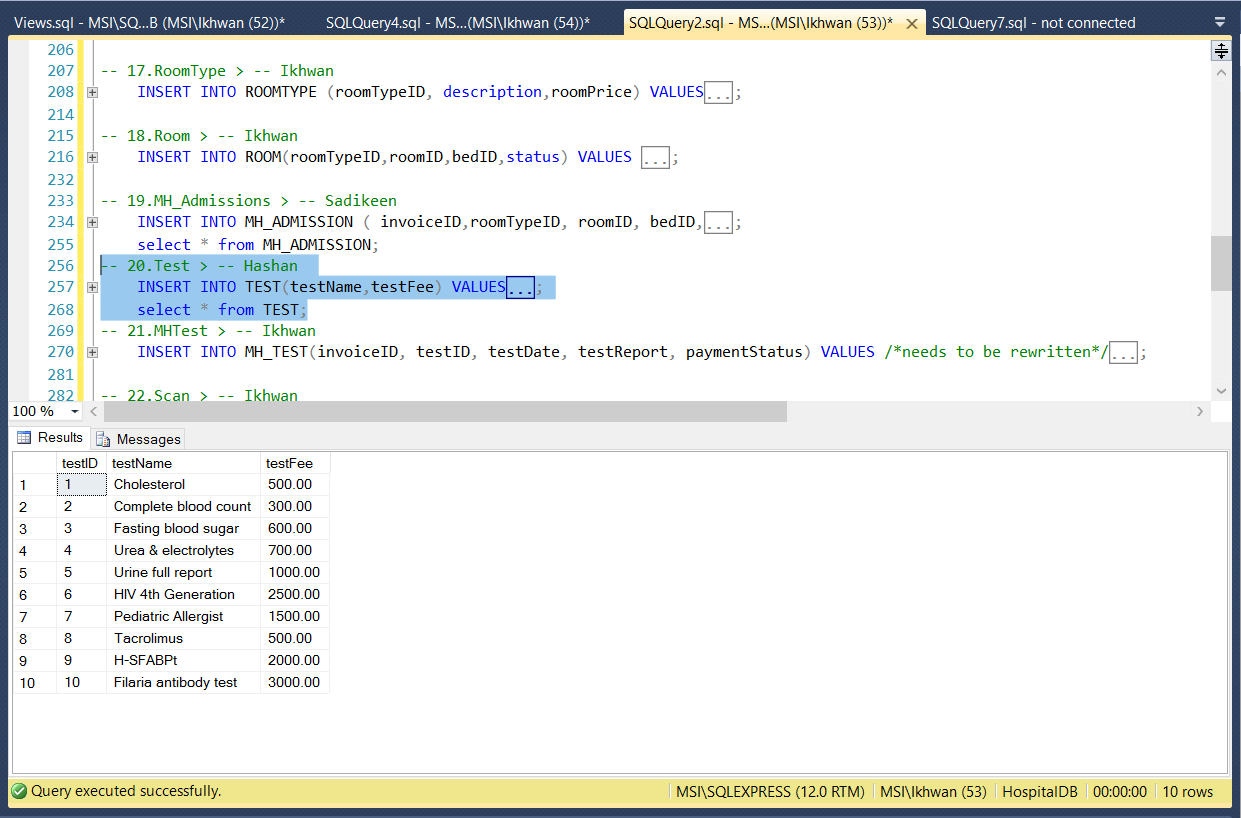 Views.sql - MSI\SQ...B (MSI\Ikhwan (52))* SQLQuery4.sql - MS...(MSI\Ikhwan (54))* SQLQuery2.sql - MS...(MSI\Ikhwan (53))* SQLQuery7.sql - not connected
206
207 -- 17.RoomType > -- Ikhwan
208 INSERT INTO ROOMTYPE (roomTypeID, description,roomPrice) VALUES...;
214
215 -- 18.Room > -- Ikhwan
216 INSERT INTO ROOM(roomTypeID,roomID,bedID,status) VALUES ...;
232
233 -- 19.MH_Admissions > -- Sadikeen
234 INSERT INTO MH_ADMISSION ( invoiceID,roomTypeID, roomID, bedID,...;
255 select * from MH_ADMISSION;
256 -- 20.Test > -- Hashan
257 INSERT INTO TEST(testName,testFee) VALUES...;
268 select * from TEST;
269 -- 21.MHTest > -- Ikhwan
270 INSERT INTO MH_TEST(invoiceID, testID, testDate, testReport, paymentStatus) VALUES /*needs to be rewritten*/...;
281
282 -- 22.Scan > -- Ikhwan
100 %
Results Messages
testID testName testFee
1 1 Cholesterol 500.00
2 2 Complete blood count 300.00
3 3 Fasting blood sugar 600.00
4 4 Urea & electrolytes 700.00
5 5 Urine full report 1000.00
6 6 HIV 4th Generation 2500.00
7 7 Pediatric Allergist 1500.00
8 8 Tacrolimus 500.00
9 9 H-SFABPt 2000.00
10 10 Filaria antibody test 3000.00
Query executed successfully. MSI\SQLEXPRESS (12.0 RTM) MSI\Ikhwan (53) HospitalDB 00:00:00 10 rows